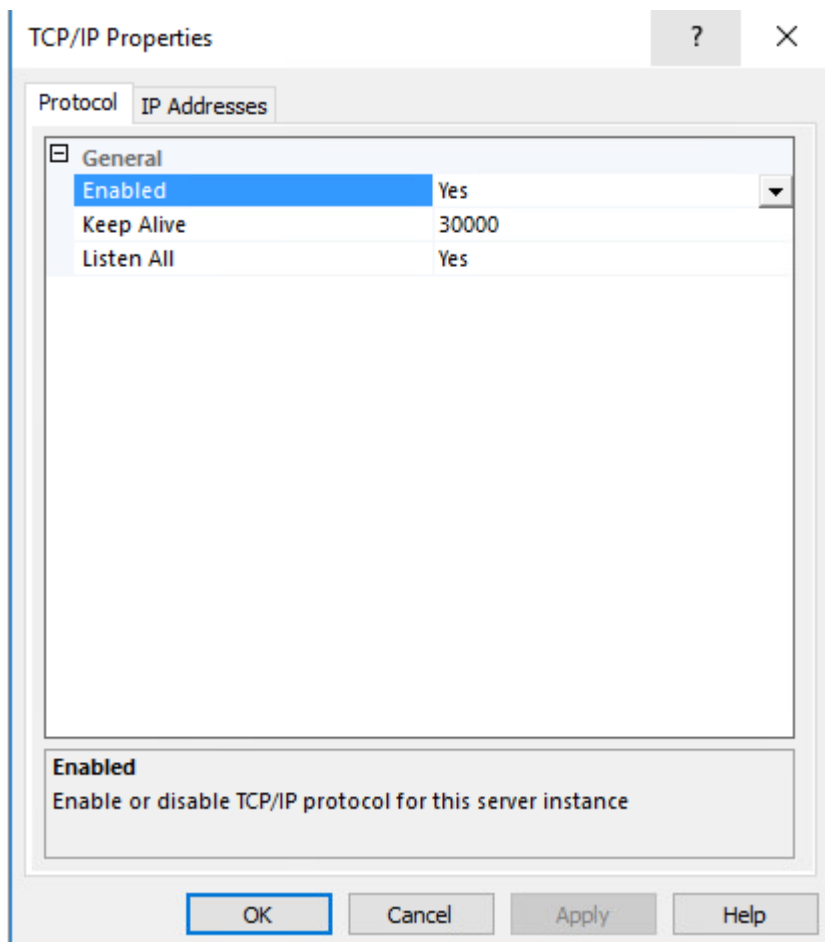 TCP/IP Properties ?
Protocol IP Addresses
General
Enabled Yes
Keep Alive 30000
Listen All Yes
Enabled
Enable or disable TCP/IP protocol for this server instance
OK Cancel Apply Help